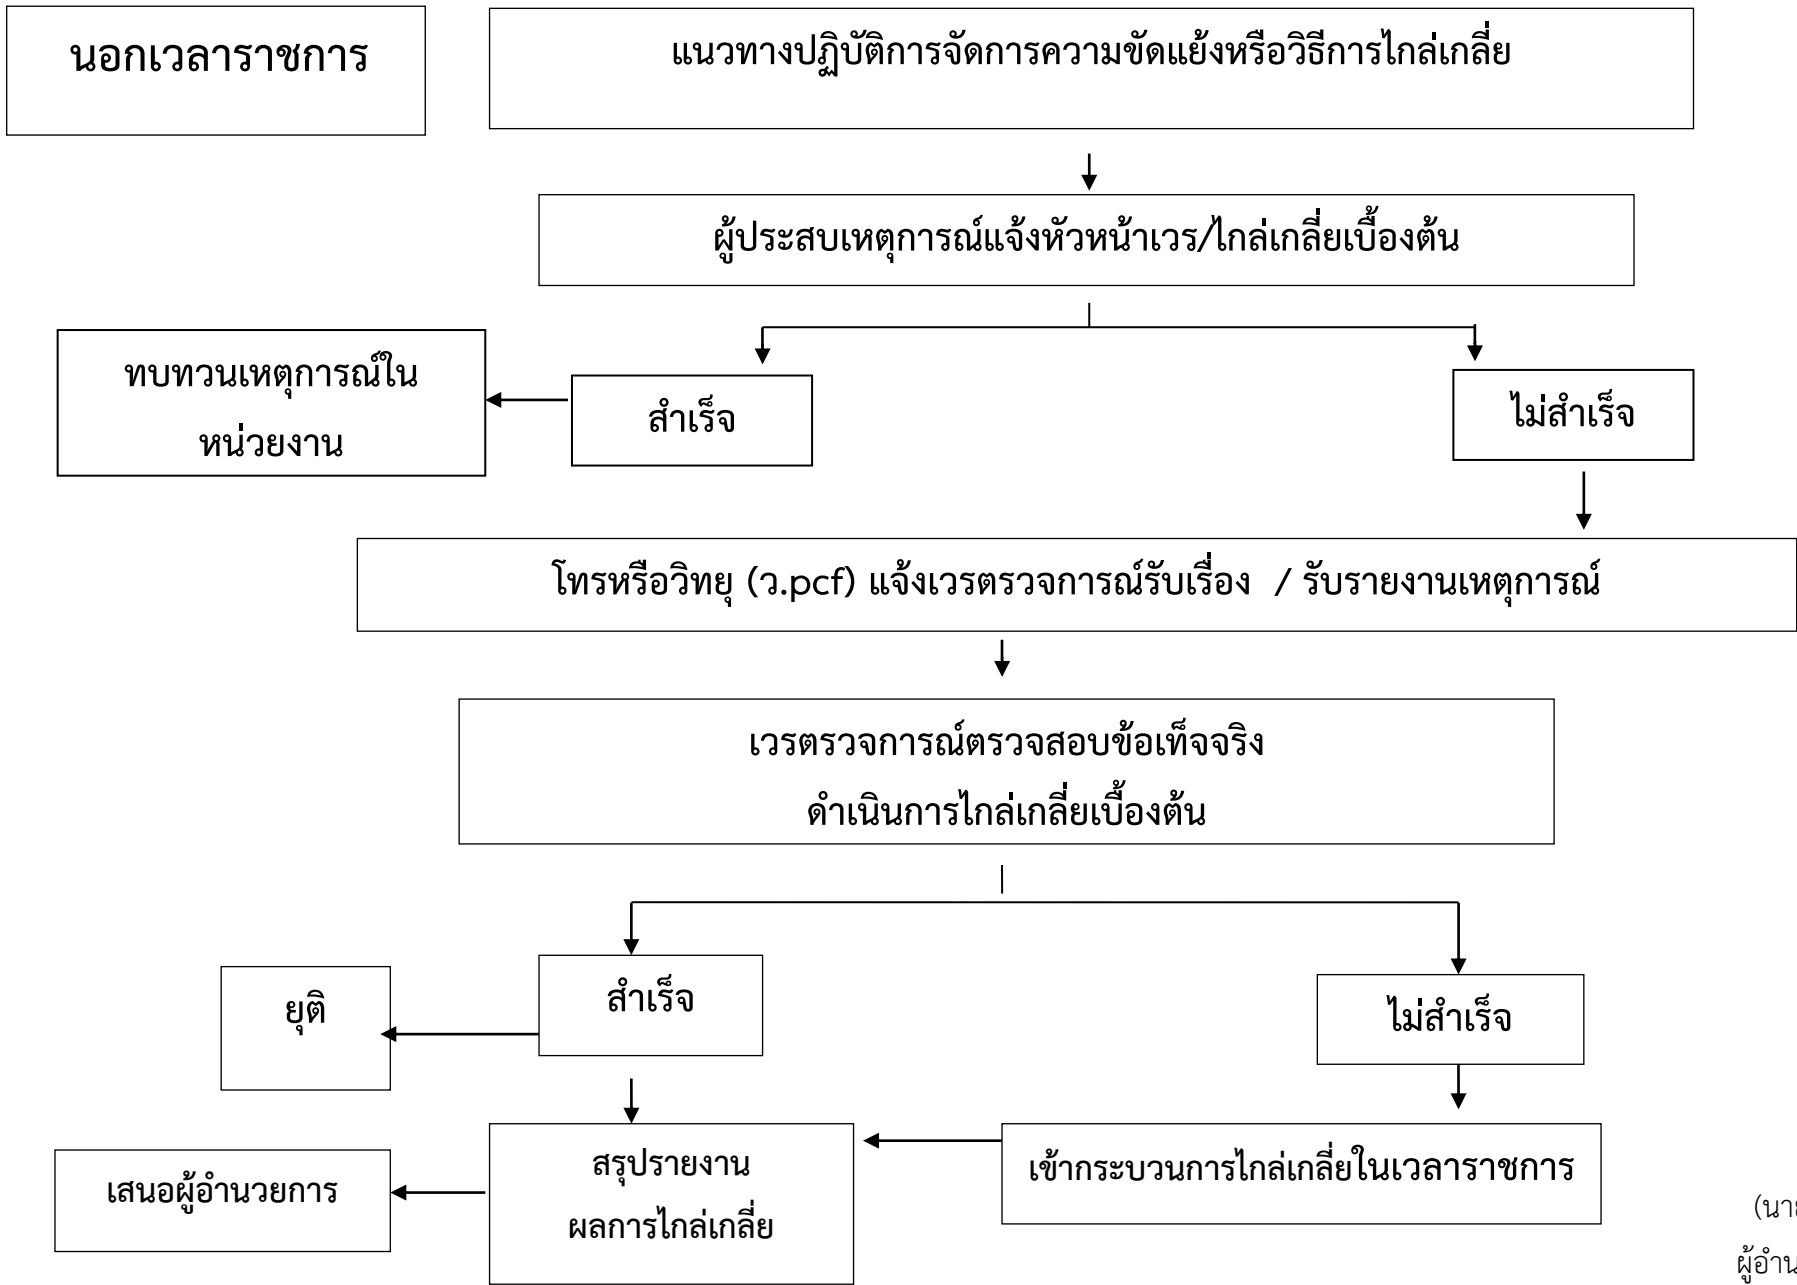 นอกเวลาราชการ
แนวทางปฏิบัติการจัดการความขัดแย้งหรือวิธีการไกล่เกลี่ย
ผู้ประสบเหตุการณ์แจ้งหัวหน้าเวร/ไกล่เกลี่ยเบื้องต้น
ทบทวนเหตุการณ์ใน
หน่วยงาน
สำเร็จ
ไม่สำเร็จ
โทรหรือวิทยุ (ว.pcf) แจ้งเวรตรวจการณ์รับเรื่อง / รับรายงานเหตุการณ์
เวรตรวจการณ์ตรวจสอบข้อเท็จจริง
ดำเนินการไกล่เกลี่ยเบื้องต้น
ยุติ
สำเร็จ
ไม่สำเร็จ
เสนอผู้อำนวยการ
สรุปรายงาน
ผลการไกล่เกลี่ย
เข้ากระบวนการไกล่เกลี่ยในเวลาราชการ